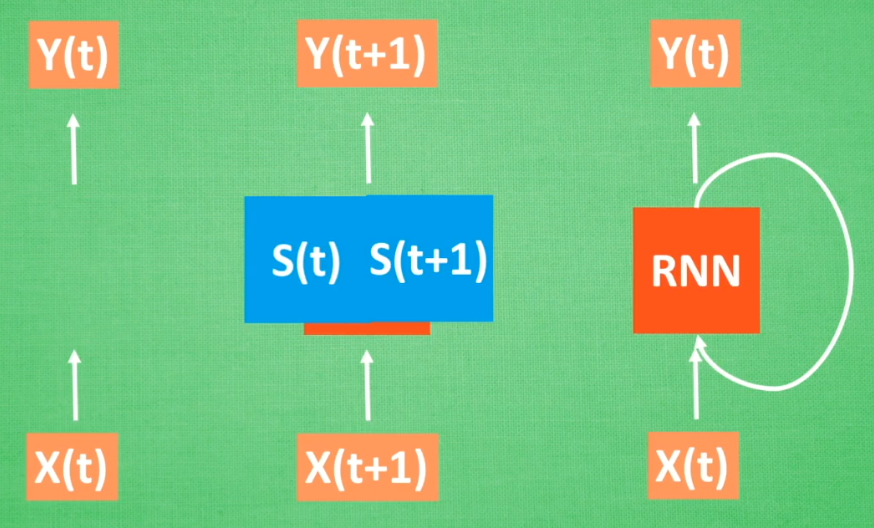 Y(t)
Y(t+1)
Y(t)
S(t)
S(t+1)
RNN
X(t)
X(t+1)
X(t)